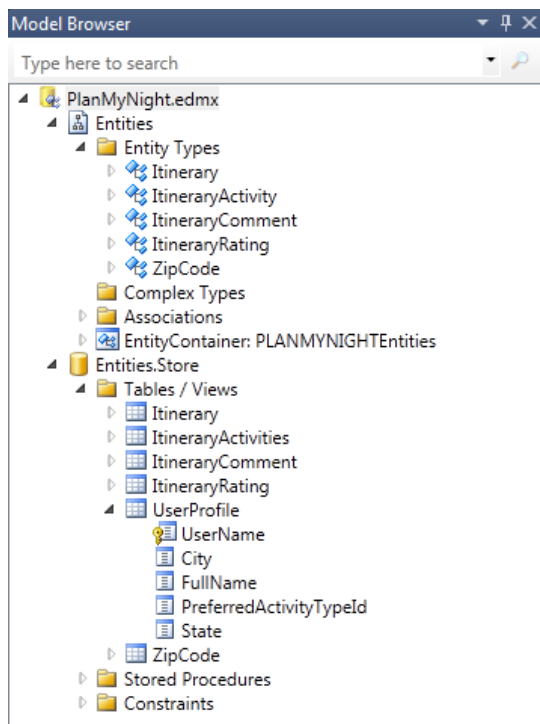 Model Browser
Type here to search
PlanMyNight.edmx
Entities
Entity Types
Itinerary
ItineraryActivity
ItineraryComment
ItineraryRating
ZipCode
Complex Types
Associations
EntityContainer: PLANMYNIGHTEntities
Entities.Store
Tables / Views
Itinerary
ItineraryActivities
ItineraryComment
ItineraryRating
UserProfile
UserName
City
FullName
PreferredActivityTypeId
State
ZipCode
Stored Procedures
Constraints